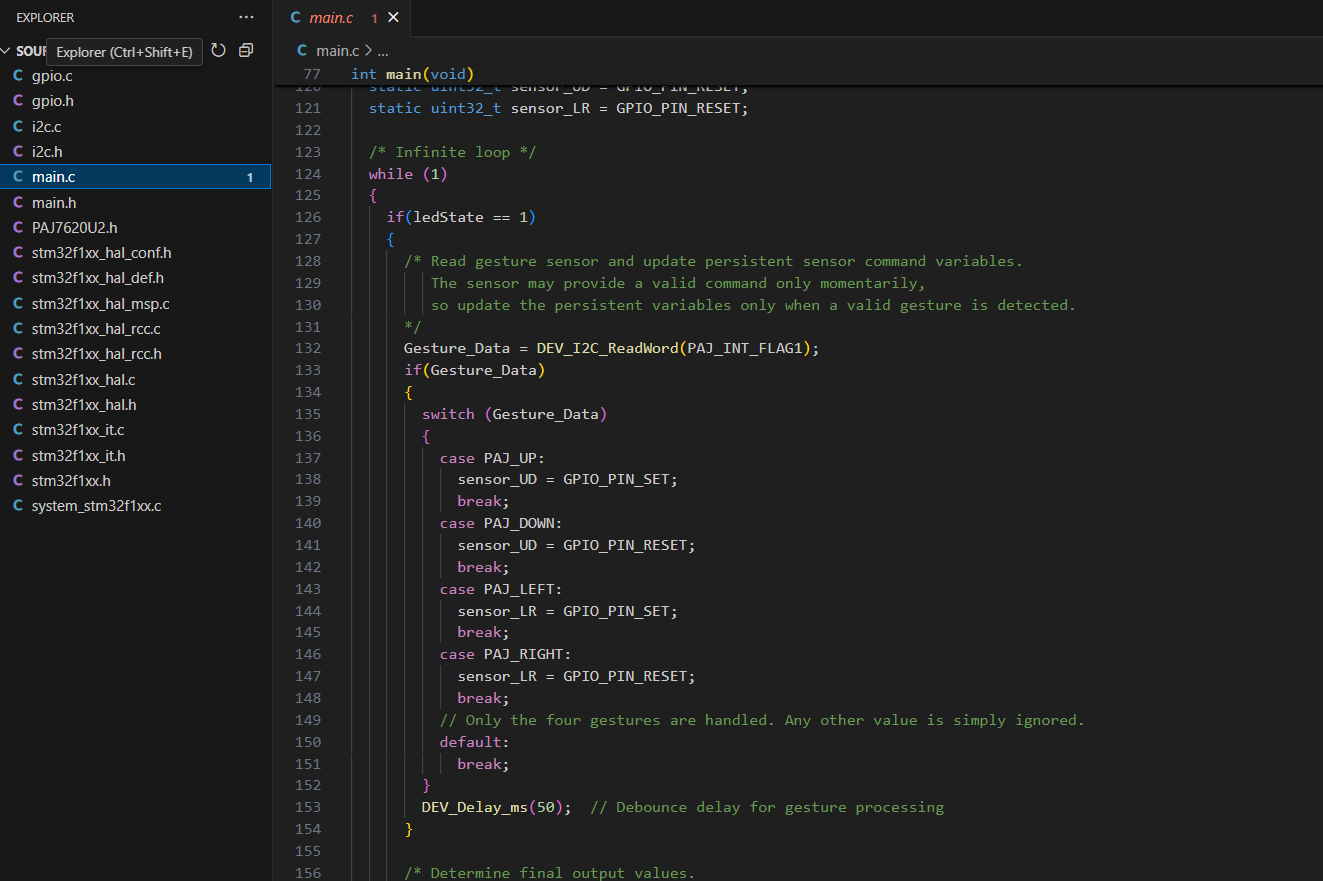 EXPLORER
···
SOUR
Explorer (Ctrl+Shift+E)
C gpio.c
C gpio.h
C i2c.c
C i2c.h
C main.c 1
C main.h
C PAJ7620U2.h
C stm32f1xx_hal_conf.h
C stm32f1xx_hal_def.h
C stm32f1xx_hal_msp.c
C stm32f1xx_hal_rcc.c
C stm32f1xx_hal_rcc.h
C stm32f1xx_hal.c
C stm32f1xx_hal.h
C stm32f1xx_it.c
C stm32f1xx_it.h
C stm32f1xx.h
C system_stm32f1xx.c
C main.c 1
C main.c > ...
77 int main(void)
120 static uint32_t sensor_UD = GPIO_PIN_RESET;
121 static uint32_t sensor_LR = GPIO_PIN_RESET;
122
123 /* Infinite loop */
124 while (1)
125 {
126 if(ledState == 1)
127 {
128 /* Read gesture sensor and update persistent sensor command variables.
129 The sensor may provide a valid command only momentarily,
130 so update the persistent variables only when a valid gesture is detected.
131 */
132 Gesture_Data = DEV_I2C_ReadWord(PAJ_INT_FLAG1);
133 if(Gesture_Data)
134 {
135 switch (Gesture_Data)
136 {
137 case PAJ_UP:
138 sensor_UD = GPIO_PIN_SET;
139 break;
140 case PAJ_DOWN:
141 sensor_UD = GPIO_PIN_RESET;
142 break;
143 case PAJ_LEFT:
144 sensor_LR = GPIO_PIN_SET;
145 break;
146 case PAJ_RIGHT:
147 sensor_LR = GPIO_PIN_RESET;
148 break;
149 // Only the four gestures are handled. Any other value is simply ignored.
150 default:
151 break;
152 }
153 DEV_Delay_ms(50); // Debounce delay for gesture processing
154 }
155
156 /* Determine final output values.